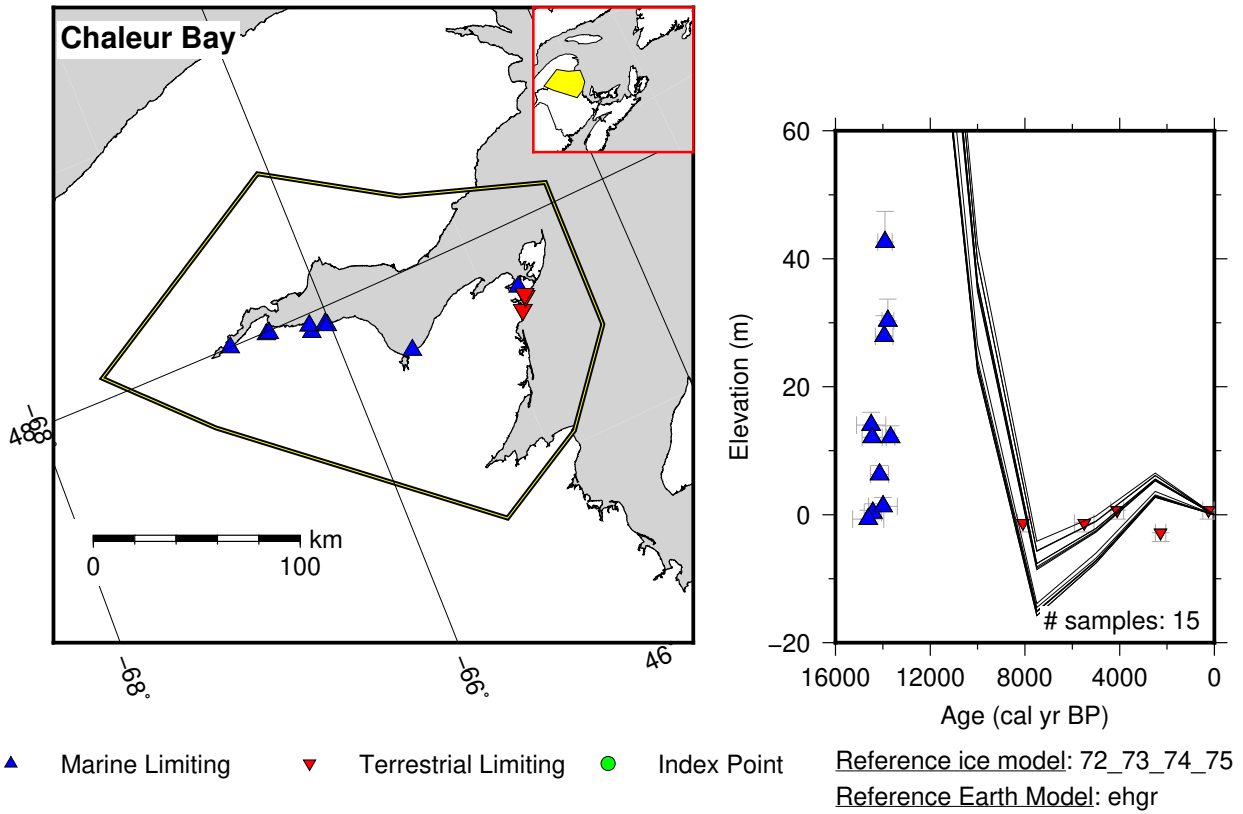 Chaleur Bay
48°
−68°
km
0 100
−68°
−66°
46
60
40
20
0
−20
Elevation (m)
# samples: 15
16000 12000 8000 4000 0
Age (cal yr BP)
Marine Limiting Terrestrial Limiting Index Point
Reference ice model: 72_73_74_75
Reference Earth Model: ehgr